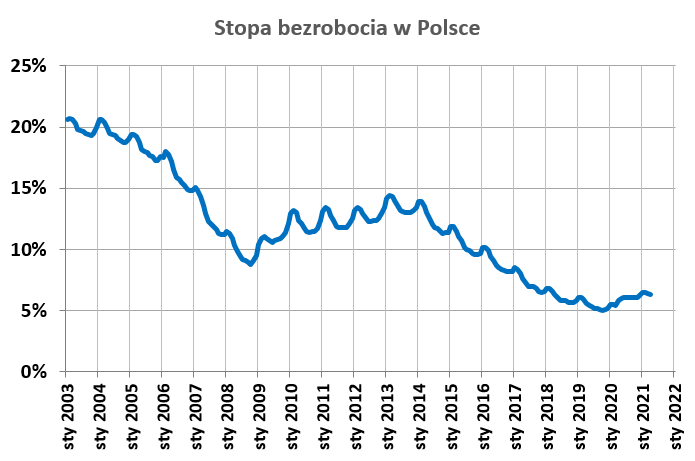 Stopa bezrobocia w Polsce
25%
20%
15%
10%
5%
0%
sty 2003
sty 2004
sty 2005
sty 2006
sty 2007
sty 2008
sty 2009
sty 2010
sty 2011
sty 2012
sty 2013
sty 2014
sty 2015
sty 2016
sty 2017
sty 2018
sty 2019
sty 2020
sty 2021
sty 2022